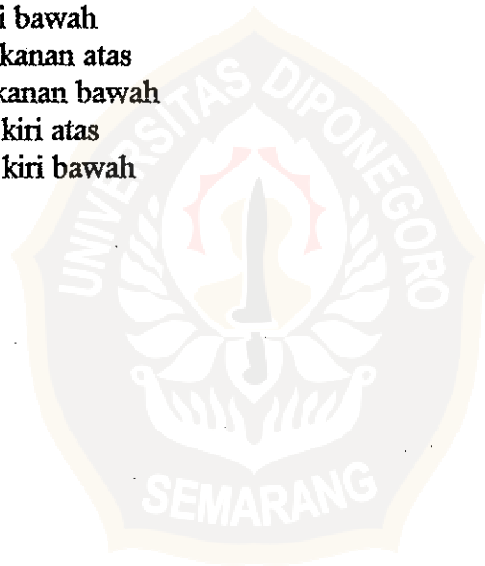 i bawah
kanan atas
kanan bawah
kiri atas
kiri bawah
UNIVERSITAS DIPONEGORO
SEMARANG